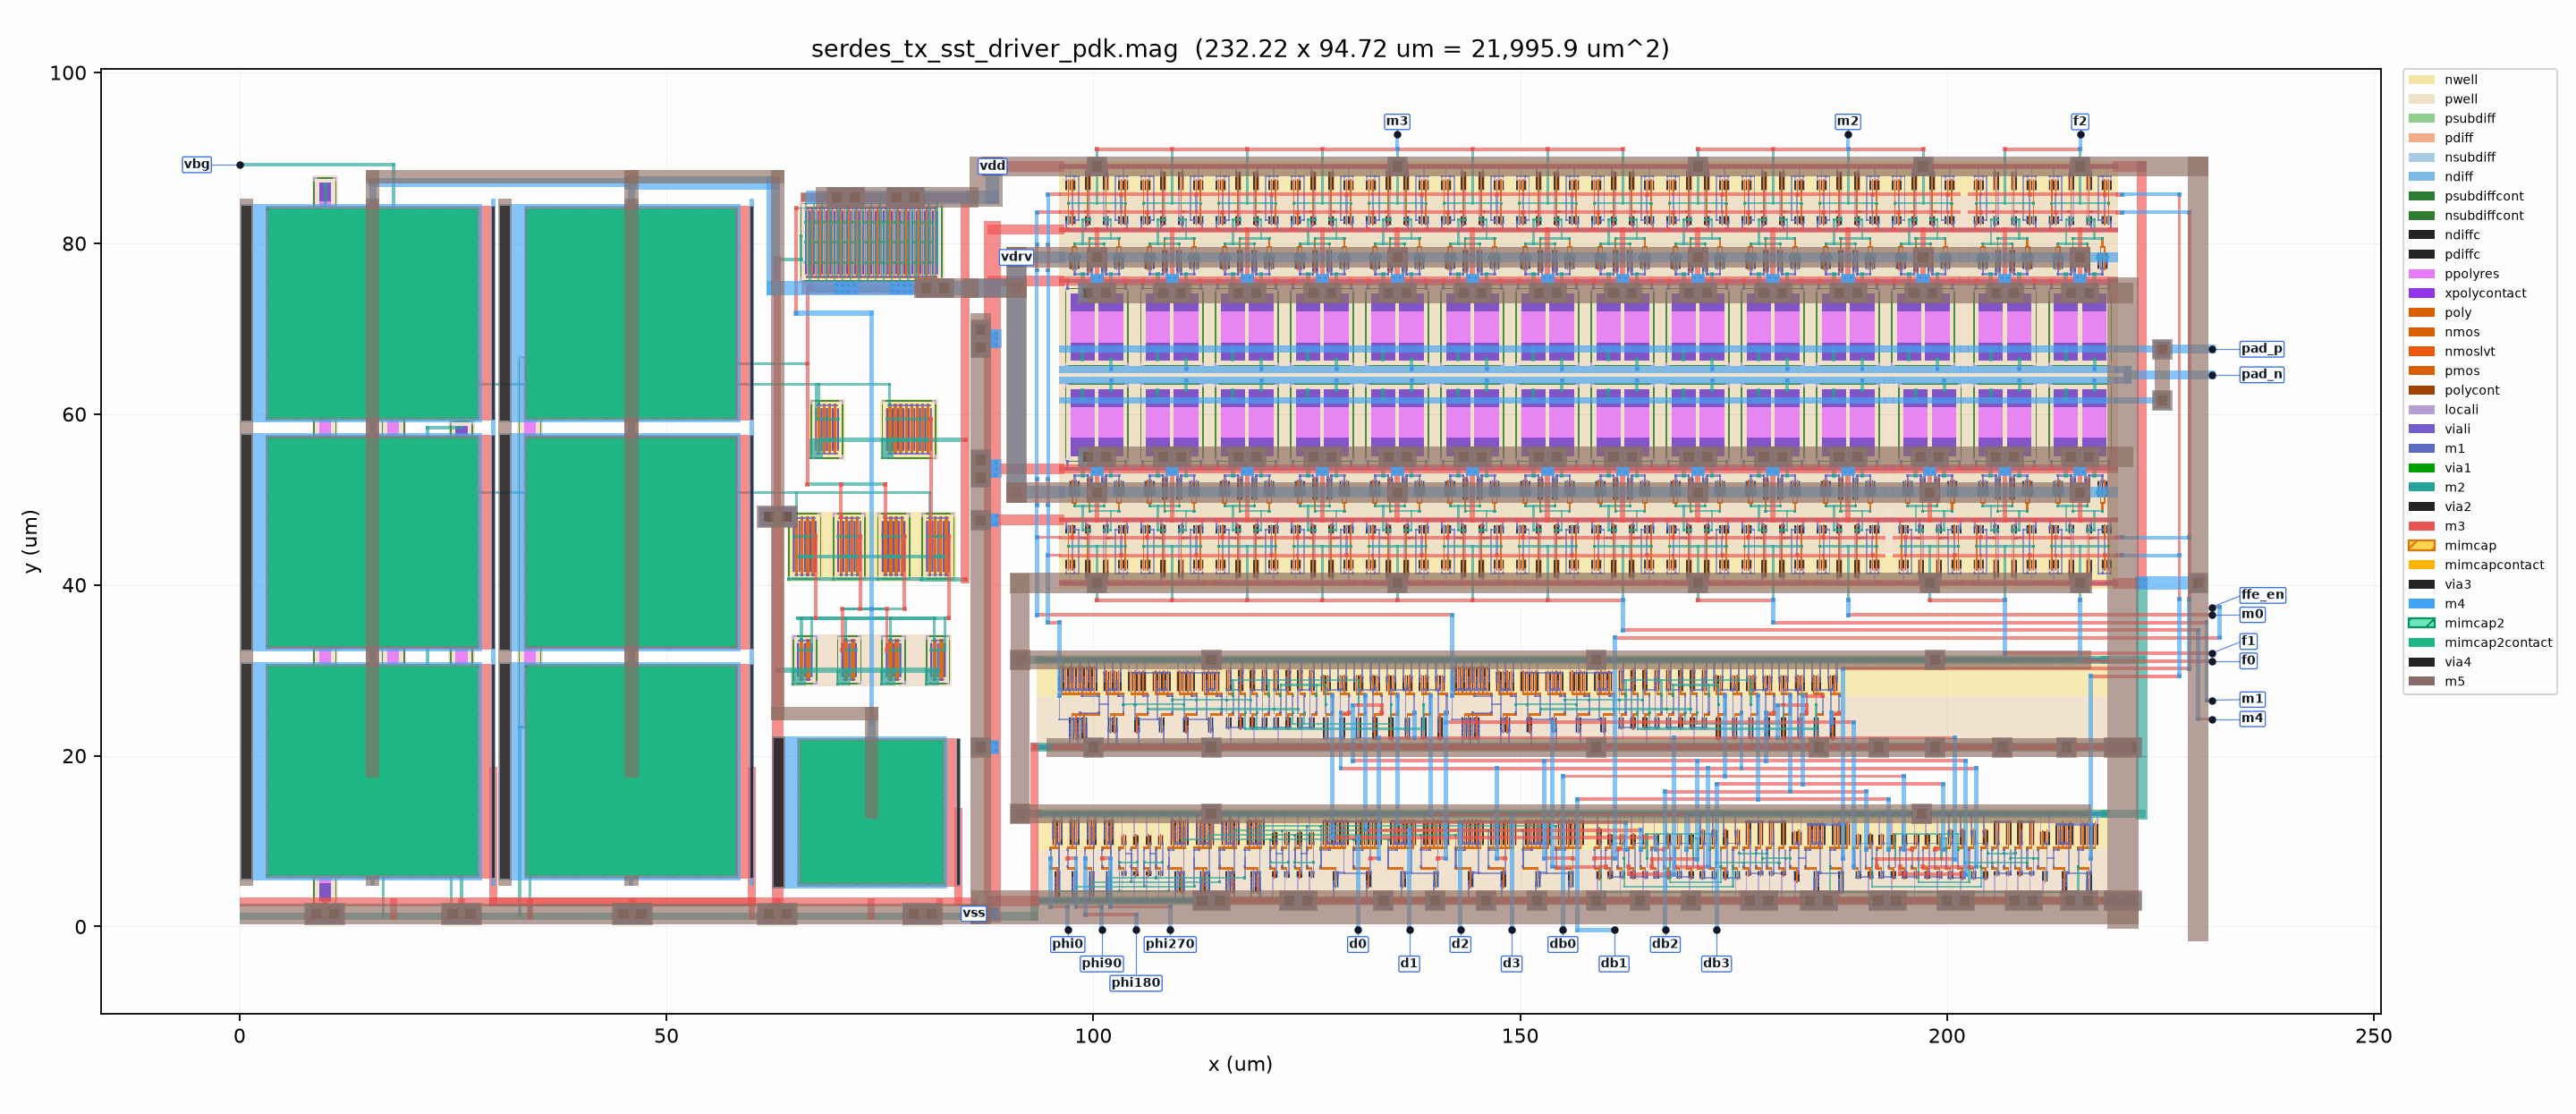 serdes_tx_sst_driver_pdk.mag (232.22 x 94.72 um = 21,995.9 um^2)
100
80
60
40
20
0
y (um)
0
50
100
150
200
250
x (um)
vbg
vdd
m3
m2
f2
vdrv
pad_p
pad_n
ffe_en
m0
f1
f0
m1
m4
vss
phi0
phi90
phi180
phi270
d0
d1
d2
d3
db0
db1
db2
db3
nwell
pwell
psubdiff
pdiff
nsubdiff
ndiff
psubdiffcont
nsubdiffcont
ndiffc
pdiffc
ppolyres
xpolycontact
poly
nmos
nmoslvt
pmos
polycont
locali
viali
m1
via1
m2
via2
m3
mimcap
mimcapcontact
via3
m4
mimcap2
mimcap2contact
via4
m5